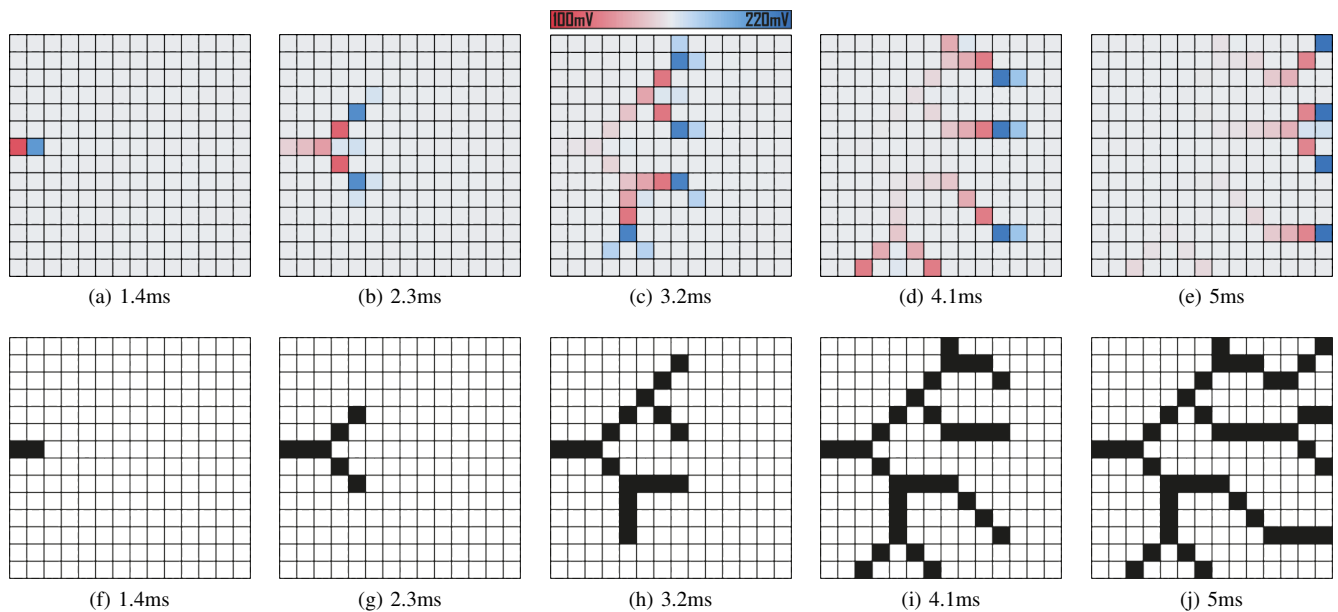 100mV 220mV
(a) 1.4ms (b) 2.3ms (c) 3.2ms (d) 4.1ms (e) 5ms
(f) 1.4ms (g) 2.3ms (h) 3.2ms (i) 4.1ms (j) 5ms